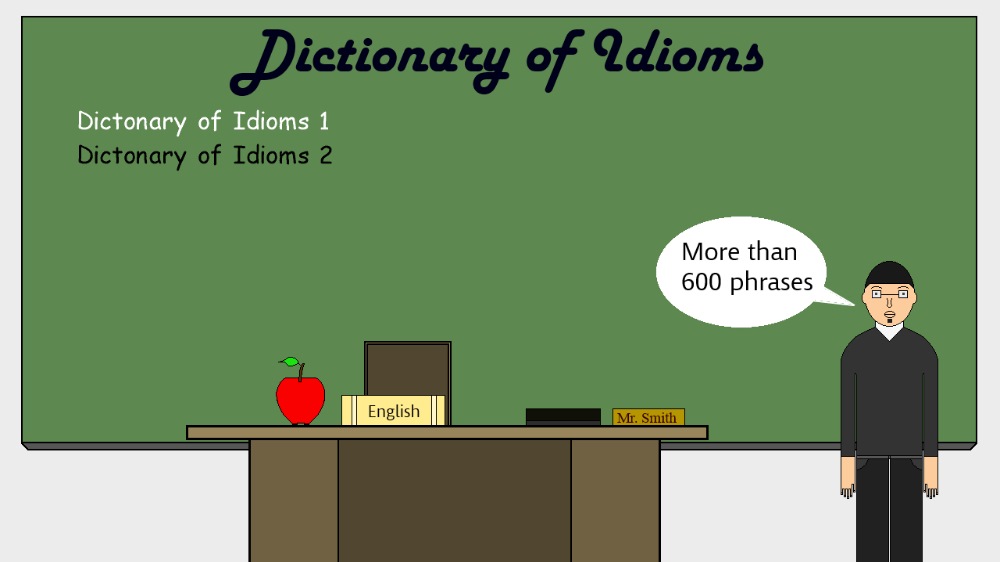 Dictionary of Idioms
Dictonary of Idioms 1
Dictonary of Idioms 2
More than
600 phrases
English
Mr. Smith